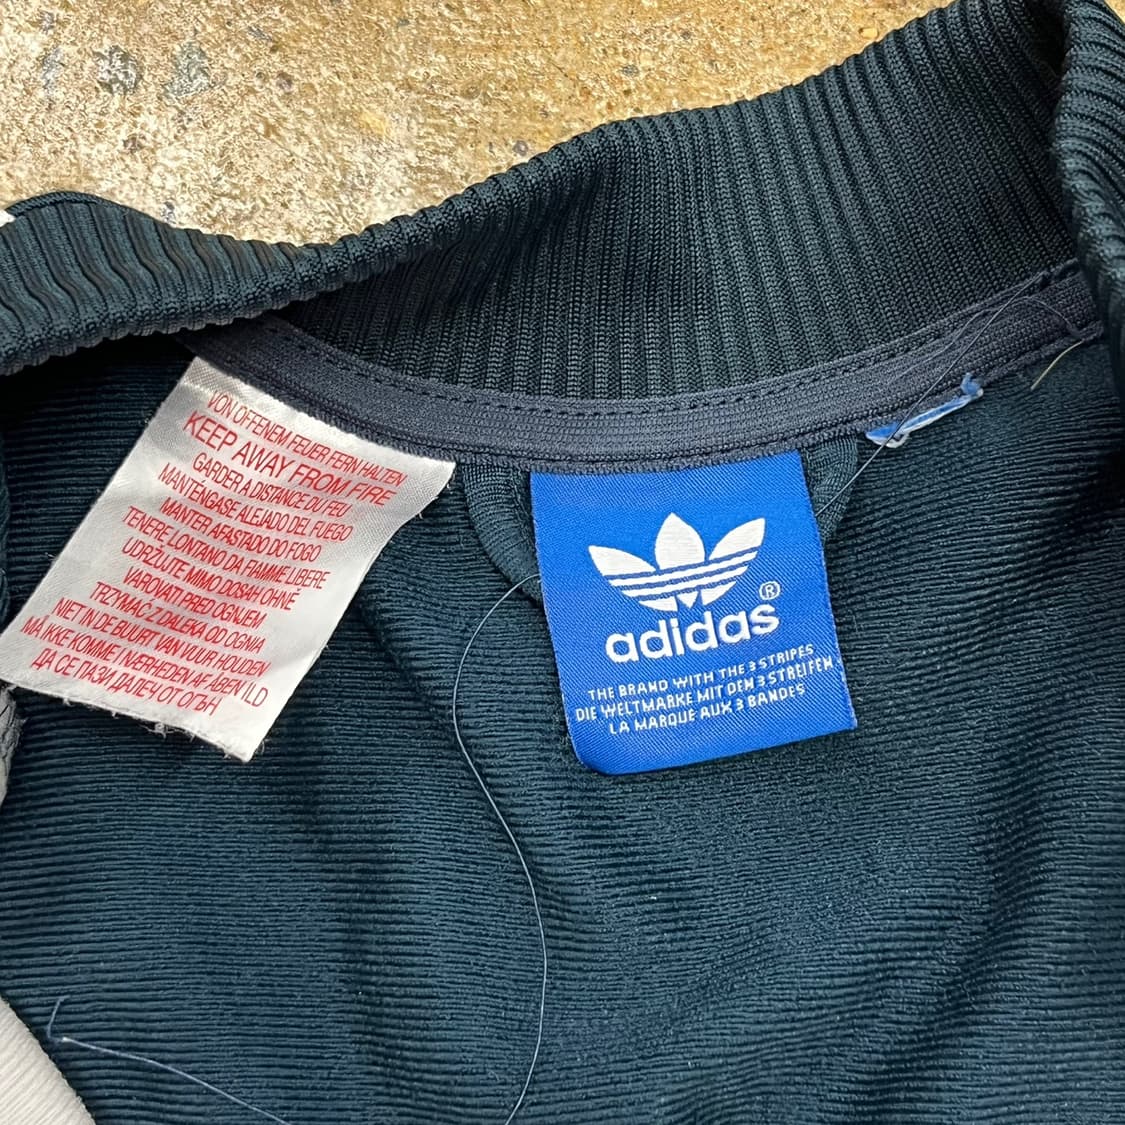 VON OFFENEM FEUER FERN HALTEN
KEEP AWAY FROM FIRE
GARDER A DISTANCE DU FEU
MANTÉNGASE ALEJADO DEL FUEGO
MANTER AFASTADO DO FOGO
TENERE LONTANO DA FIAMME LIBERE
UDRŽUJTE MIMO DOSAH OHNĚ
VAROVATI PRED OGNJEM
TRZYMAĆ Z DALEKA OD OGNIA
NIET IN DE BUURT VAN VUUR HOUDEN
MÅ IKKE KOMME I NÆRHEDEN AF ÅBEN ILD
ДА СЕ ПАЗИ ДАЛЕЧ ОТ ОГЪН
adidas®
THE BRAND WITH THE 3 STRIPES
DIE WELTMARKE MIT DEN 3 STREIFEN
LA MARQUE AUX 3 BANDES